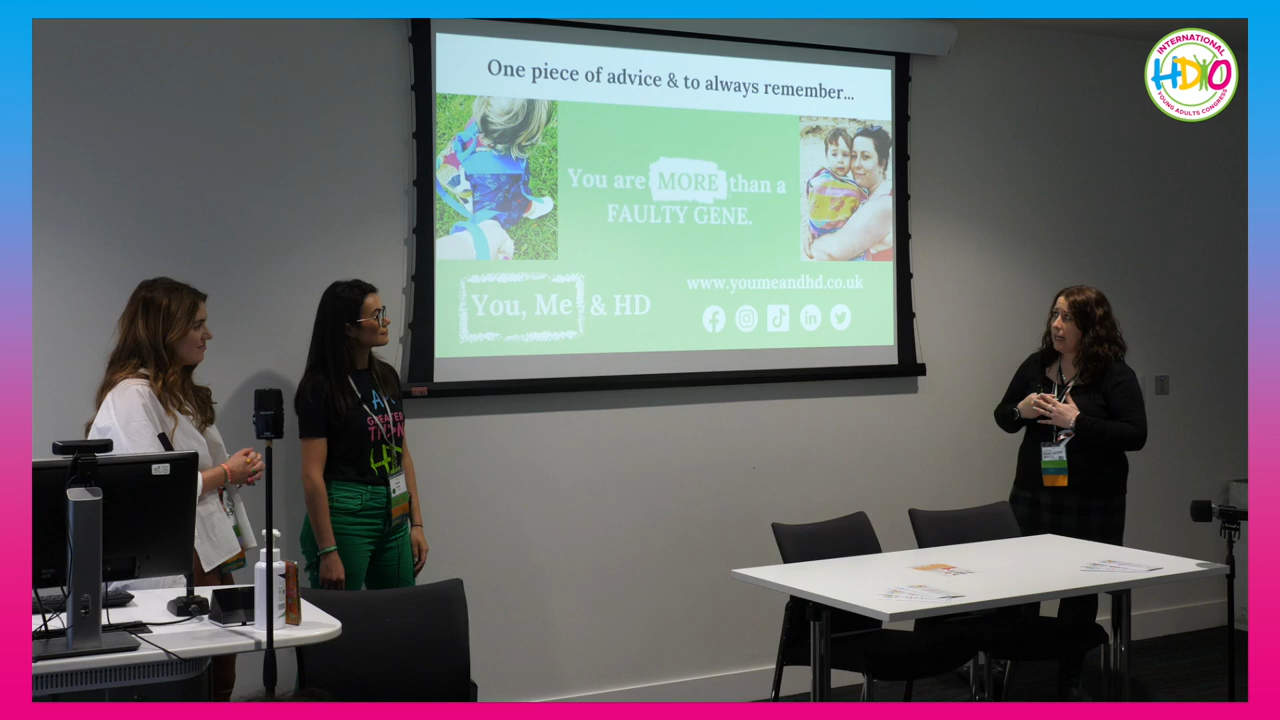 One piece of advice & to always remember...
You are MORE than a
FAULTY GENE.
You, Me & HD
www.youmeandhd.co.uk
INTERNATIONAL
HDYO
YOUNG ADULTS CONGRESS
GREATER